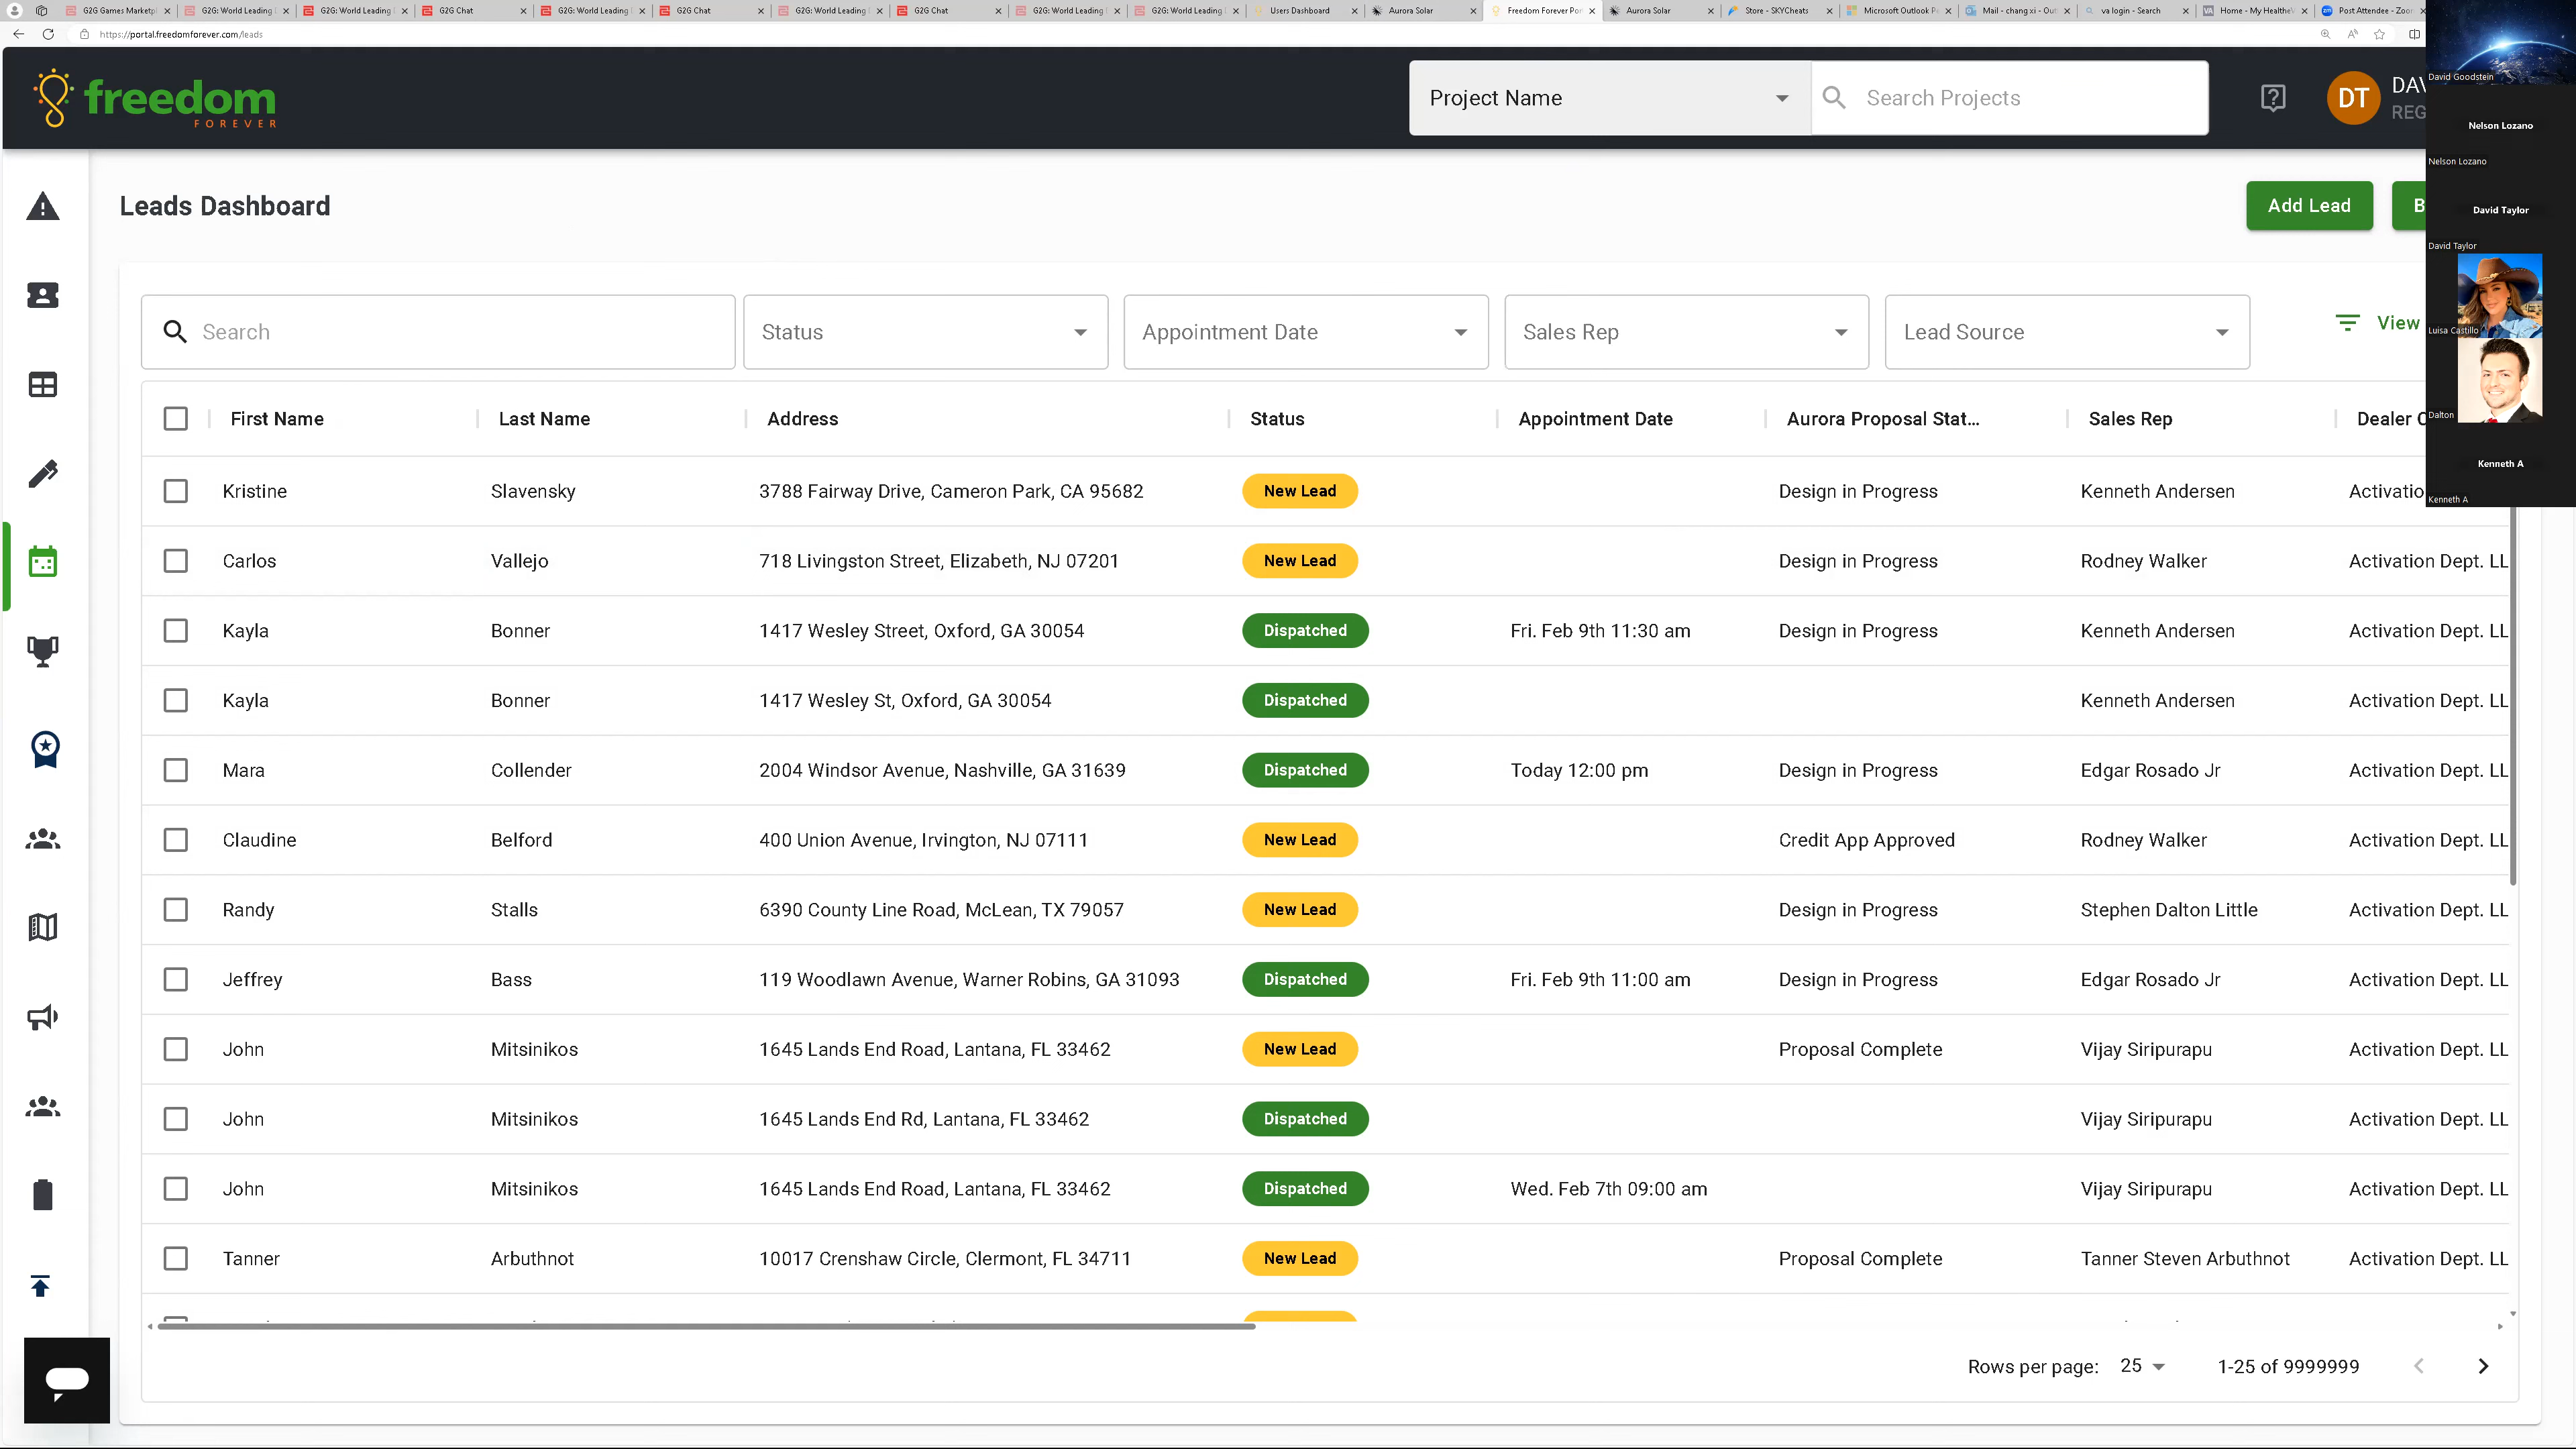 G2G Games Marketpl
G2G: World Leading
G2G: World Leading
G2G Chat
G2G: World Leading
G2G Chat
G2G: World Leading
G2G Chat
G2G: World Leading
G2G: World Leading
Users Dashboard
Aurora Solar
Freedom Forever Por
Aurora Solar
Store - SKYCheats
Microsoft Outlook P
Mail - chang xi - Out
va login - Search
Home - My Healthe
Post Attendee - Zoo
https://portal.freedomforever.com/leads
freedom
FOREVER
Project Name
Search Projects
DT
DAV
REG
David Goodstein
Nelson Lozano
Nelson Lozano
David Taylor
David Taylor
Luisa Castillo
Dalton
Kenneth A
Kenneth A
Leads Dashboard
Add Lead
B
Search
Status
Appointment Date
Sales Rep
Lead Source
View
First Name Last Name Address Status Appointment Date Aurora Proposal Stat... Sales Rep Dealer O
Kristine Slavensky 3788 Fairway Drive, Cameron Park, CA 95682 New Lead Design in Progress Kenneth Andersen Activatio
Carlos Vallejo 718 Livingston Street, Elizabeth, NJ 07201 New Lead Design in Progress Rodney Walker Activation Dept. LL
Kayla Bonner 1417 Wesley Street, Oxford, GA 30054 Dispatched Fri. Feb 9th 11:30 am Design in Progress Kenneth Andersen Activation Dept. LL
Kayla Bonner 1417 Wesley St, Oxford, GA 30054 Dispatched Kenneth Andersen Activation Dept. LL
Mara Collender 2004 Windsor Avenue, Nashville, GA 31639 Dispatched Today 12:00 pm Design in Progress Edgar Rosado Jr Activation Dept. LL
Claudine Belford 400 Union Avenue, Irvington, NJ 07111 New Lead Credit App Approved Rodney Walker Activation Dept. LL
Randy Stalls 6390 County Line Road, McLean, TX 79057 New Lead Design in Progress Stephen Dalton Little Activation Dept. LL
Jeffrey Bass 119 Woodlawn Avenue, Warner Robins, GA 31093 Dispatched Fri. Feb 9th 11:00 am Design in Progress Edgar Rosado Jr Activation Dept. LL
John Mitsinikos 1645 Lands End Road, Lantana, FL 33462 New Lead Proposal Complete Vijay Siripurapu Activation Dept. LL
John Mitsinikos 1645 Lands End Rd, Lantana, FL 33462 Dispatched Vijay Siripurapu Activation Dept. LL
John Mitsinikos 1645 Lands End Road, Lantana, FL 33462 Dispatched Wed. Feb 7th 09:00 am Vijay Siripurapu Activation Dept. LL
Tanner Arbuthnot 10017 Crenshaw Circle, Clermont, FL 34711 New Lead Proposal Complete Tanner Steven Arbuthnot Activation Dept. LL
Rows per page: 25 1-25 of 9999999